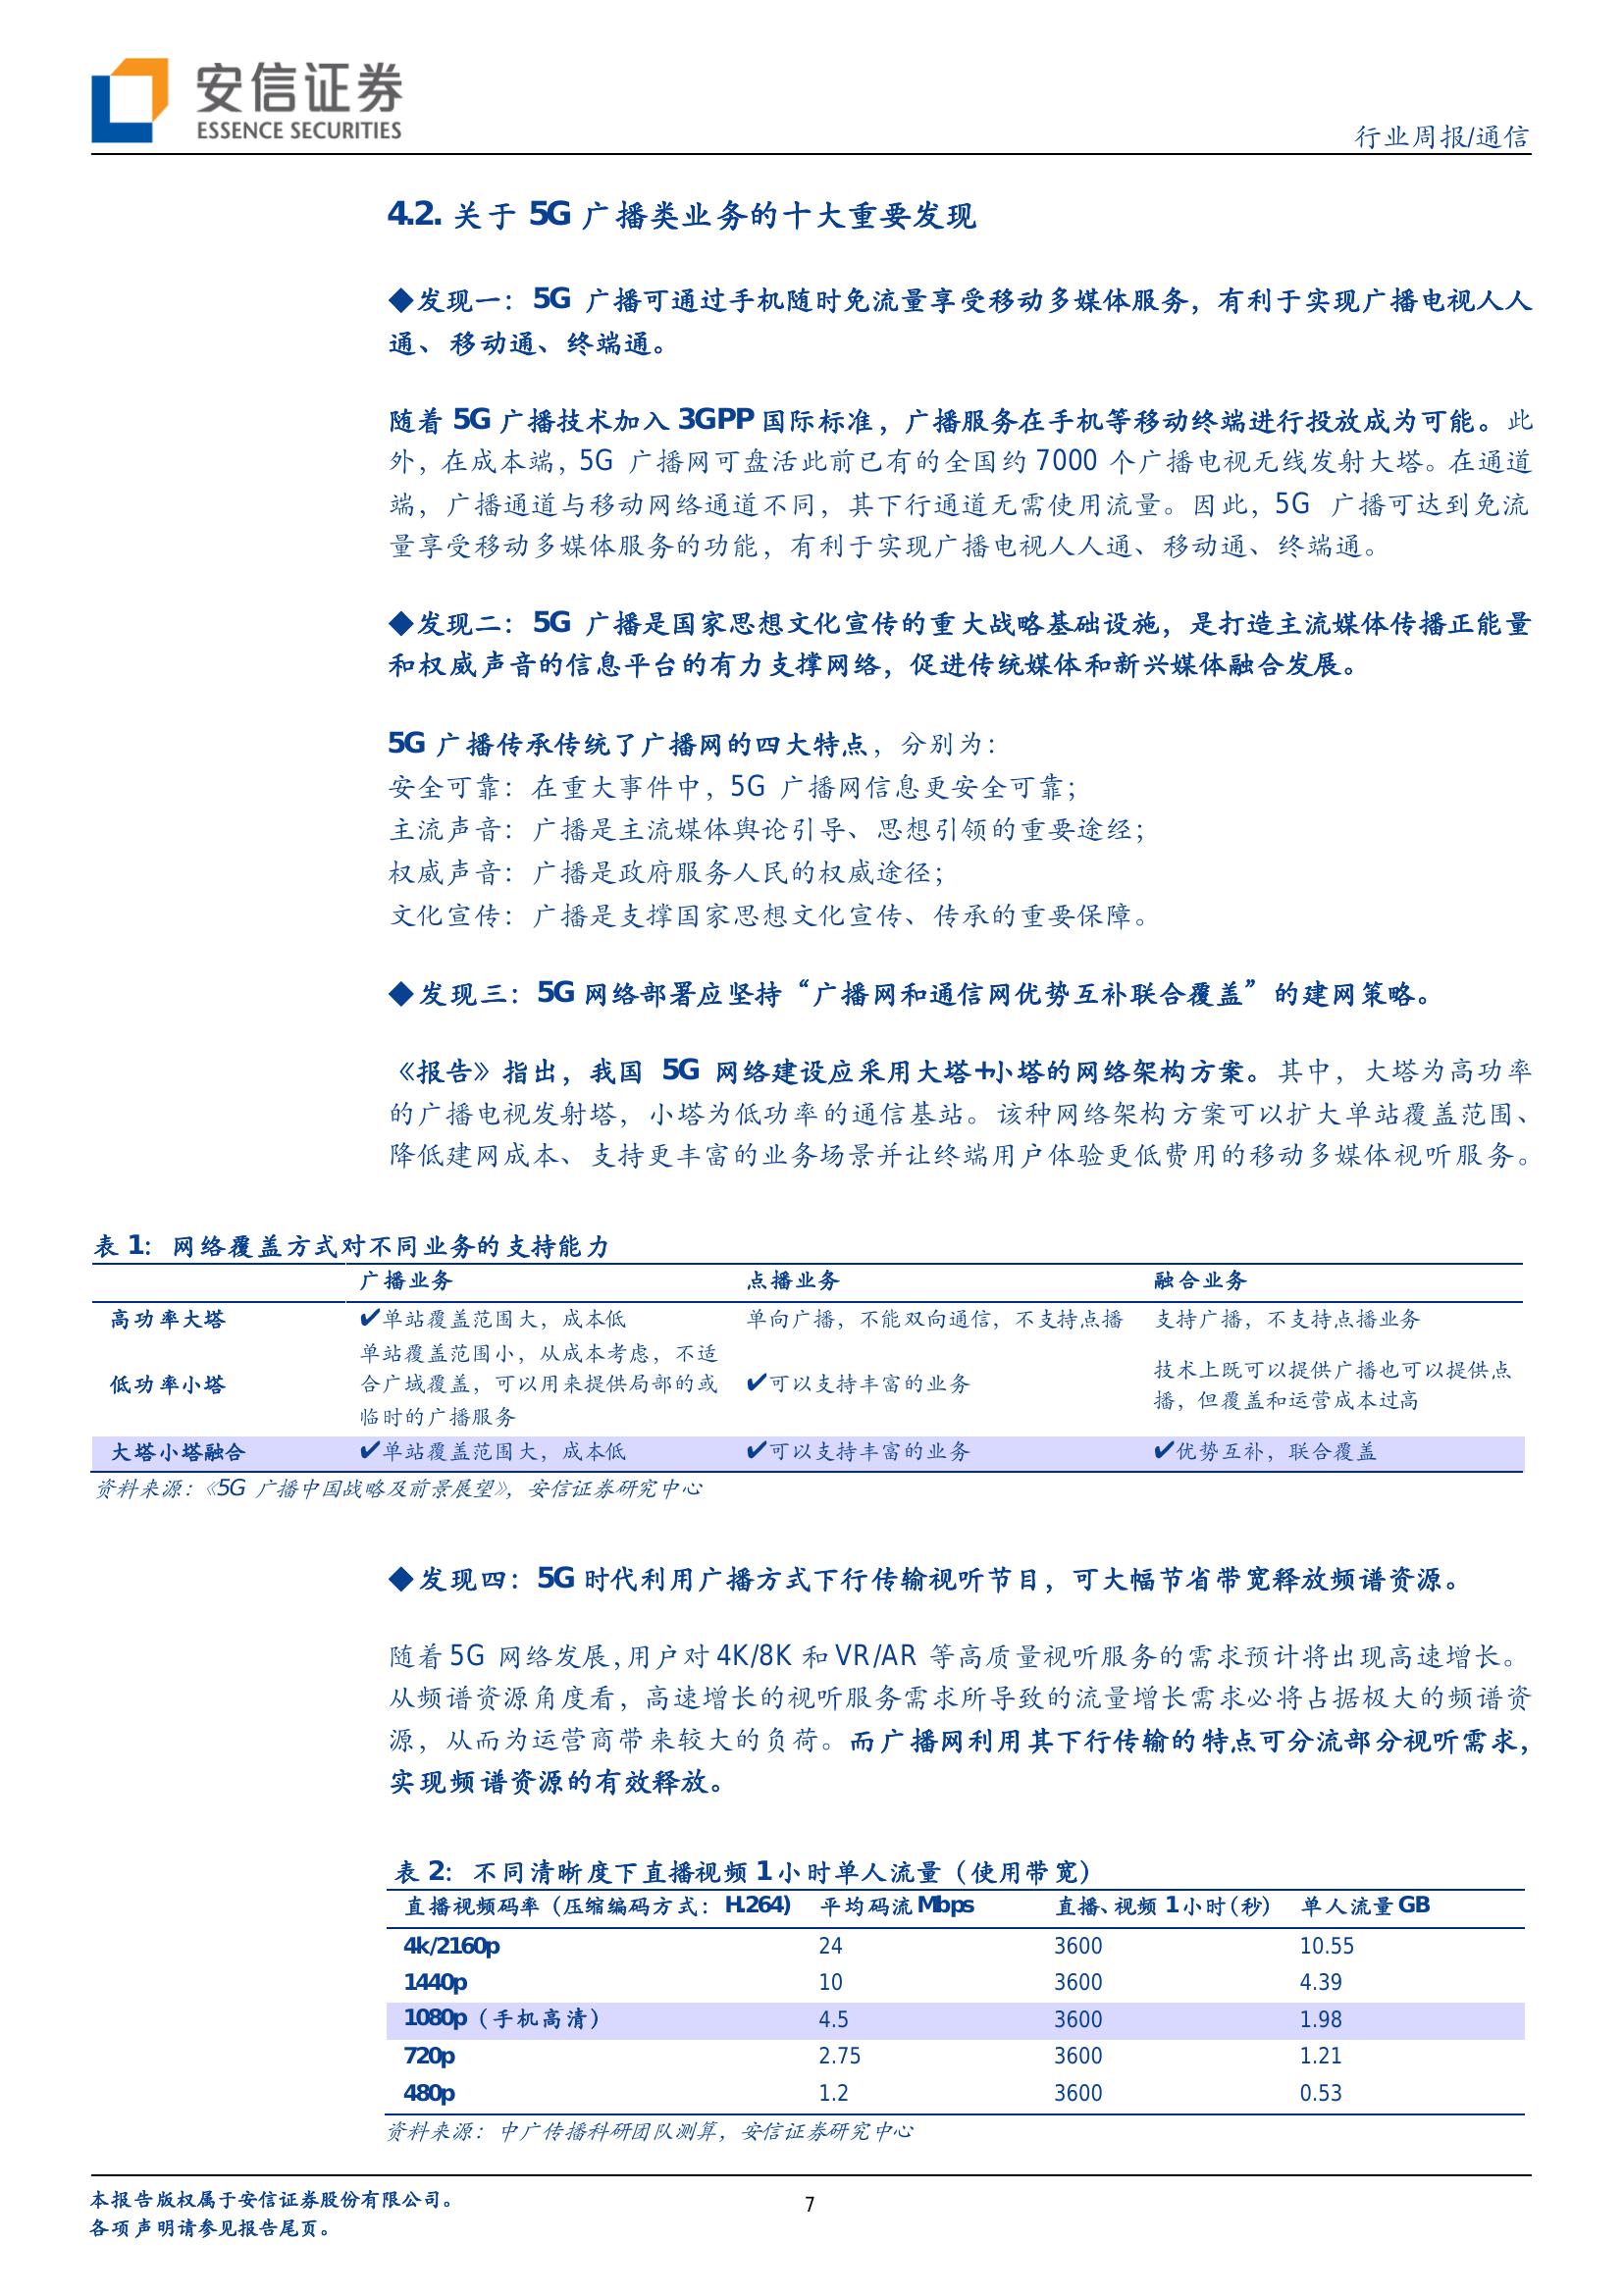 安信证券
ESSENCE SECURITIES
行业周报/通信
4.2. 关于 5G 广播类业务的十大重要发现
◆发现一：5G 广播可通过手机随时免流量享受移动多媒体服务，有利于实现广播电视人人
通、移动通、终端通。
随着 5G 广播技术加入 3GPP 国际标准，广播服务在手机等移动终端进行投放成为可能。此
外，在成本端，5G 广播网可盘活此前已有的全国约 7000 个广播电视无线发射大塔。在通道
端，广播通道与移动网络通道不同，其下行通道无需使用流量。因此，5G 广播可达到免流
量享受移动多媒体服务的功能，有利于实现广播电视人人通、移动通、终端通。
◆发现二：5G 广播是国家思想文化宣传的重大战略基础设施，是打造主流媒体传播正能量
和权威声音的信息平台的有力支撑网络，促进传统媒体和新兴媒体融合发展。
5G 广播传承传统了广播网的四大特点，分别为：
安全可靠：在重大事件中，5G 广播网信息更安全可靠；
主流声音：广播是主流媒体舆论引导、思想引领的重要途经；
权威声音：广播是政府服务人民的权威途径；
文化宣传：广播是支撑国家思想文化宣传、传承的重要保障。
◆发现三：5G 网络部署应坚持“广播网和通信网优势互补联合覆盖”的建网策略。
《报告》指出，我国 5G 网络建设应采用大塔+小塔的网络架构方案。其中，大塔为高功率
的广播电视发射塔，小塔为低功率的通信基站。该种网络架构方案可以扩大单站覆盖范围、
降低建网成本、支持更丰富的业务场景并让终端用户体验更低费用的移动多媒体视听服务。
表 1：网络覆盖方式对不同业务的支持能力
广播业务 点播业务 融合业务
高功率大塔 ✔单站覆盖范围大，成本低 单向广播，不能双向通信，不支持点播 支持广播，不支持点播业务
低功率小塔 单站覆盖范围小，从成本考虑，不适
合广域覆盖，可以用来提供局部的或
临时的广播服务 ✔可以支持丰富的业务 技术上既可以提供广播也可以提供点
播，但覆盖和运营成本过高
大塔小塔融合 ✔单站覆盖范围大，成本低 ✔可以支持丰富的业务 ✔优势互补，联合覆盖
资料来源：《5G 广播中国战略及前景展望》，安信证券研究中心
◆发现四：5G 时代利用广播方式下行传输视听节目，可大幅节省带宽释放频谱资源。
随着 5G 网络发展，用户对 4K/8K 和 VR/AR 等高质量视听服务的需求预计将出现高速增长。
从频谱资源角度看，高速增长的视听服务需求所导致的流量增长需求必将占据极大的频谱资
源，从而为运营商带来较大的负荷。而广播网利用其下行传输的特点可分流部分视听需求，
实现频谱资源的有效释放。
表 2：不同清晰度下直播视频 1 小时单人流量（使用带宽）
直播视频码率（压缩编码方式：H.264） 平均码流 Mbps 直播、视频 1 小时（秒） 单人流量 GB
4k/2160p 24 3600 10.55
1440p 10 3600 4.39
1080p（手机高清） 4.5 3600 1.98
720p 2.75 3600 1.21
480p 1.2 3600 0.53
资料来源：中广传播科研团队测算，安信证券研究中心
本报告版权属于安信证券股份有限公司。
各项声明请参见报告尾页。
7